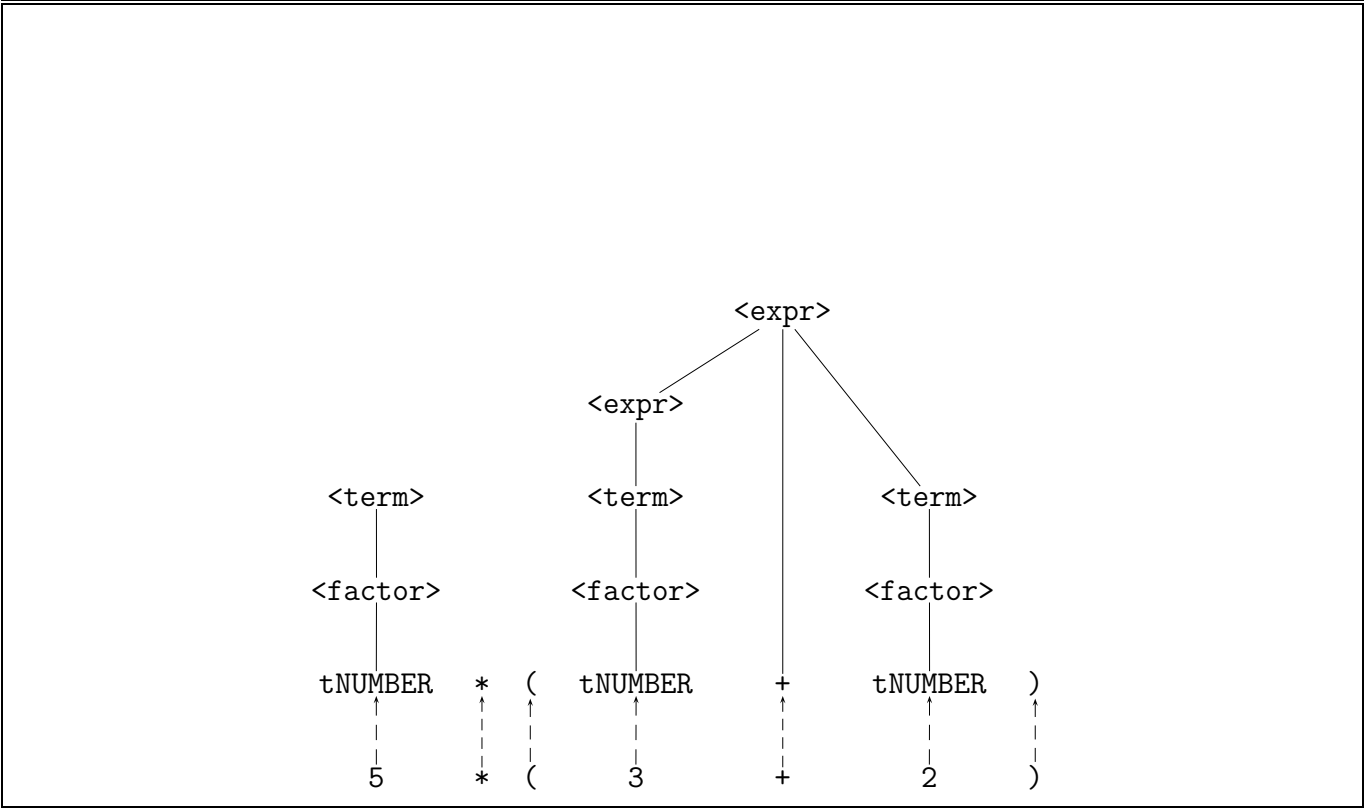 <expr>
<expr>
<term> <term> <term>
<factor> <factor> <factor>
tNUMBER * ( tNUMBER + tNUMBER )
5 * ( 3 + 2 )